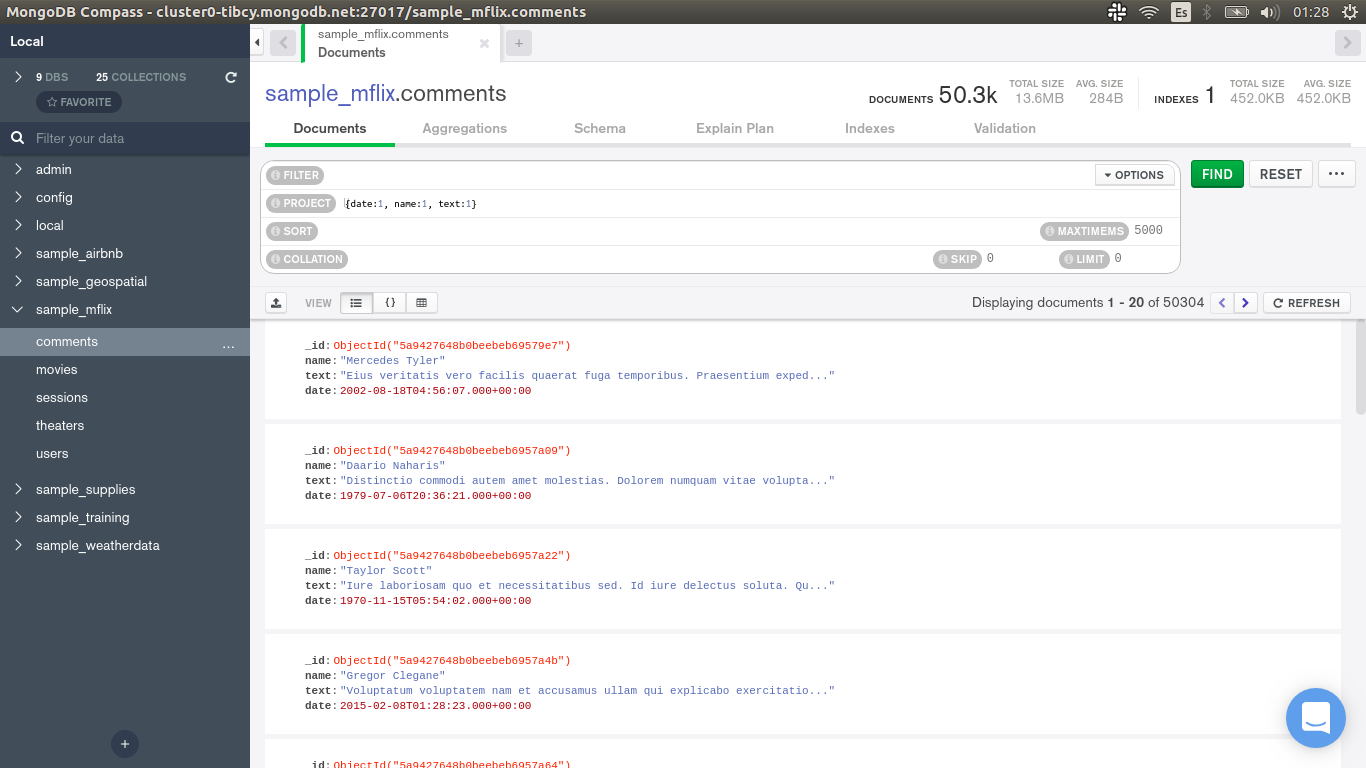 MongoDB Compass - cluster0-tibcy.mongodb.net:27017/sample_mflix.comments
Es
01:28
Local
9 DBS 25 COLLECTIONS
FAVORITE
Filter your data
admin
config
local
sample_airbnb
sample_geospatial
sample_mflix
comments ...
movies
sessions
theaters
users
sample_supplies
sample_training
sample_weatherdata
+
sample_mflix.comments
Documents
+
sample_mflix.comments
DOCUMENTS 50.3k
TOTAL SIZE
13.6MB
AVG. SIZE
284B
INDEXES 1
TOTAL SIZE
452.0KB
AVG. SIZE
452.0KB
Documents Aggregations Schema Explain Plan Indexes Validation
FILTER
OPTIONS
FIND
RESET
...
PROJECT {date:1, name:1, text:1}
SORT
MAXTIMEMS 5000
COLLATION
SKIP 0
LIMIT 0
VIEW
{}
Displaying documents 1 - 20 of 50304
REFRESH
_id: ObjectId("5a9427648b0beebeb69579e7")
name: "Mercedes Tyler"
text: "Eius veritatis vero facilis quaerat fuga temporibus. Praesentium exped..."
date: 2002-08-18T04:56:07.000+00:00
_id: ObjectId("5a9427648b0beebeb6957a09")
name: "Daario Naharis"
text: "Distinctio commodi autem amet molestias. Dolorem numquam vitae volupta..."
date: 1979-07-06T20:36:21.000+00:00
_id: ObjectId("5a9427648b0beebeb6957a22")
name: "Taylor Scott"
text: "Iure laboriosam quo et necessitatibus sed. Id iure delectus soluta. Qu..."
date: 1970-11-15T05:54:02.000+00:00
_id: ObjectId("5a9427648b0beebeb6957a4b")
name: "Gregor Clegane"
text: "Voluptatum voluptatem nam et accusamus ullam qui explicabo exercitatio..."
date: 2015-02-08T01:28:23.000+00:00
_id: ObjectId("5a9427648b0beebeb6957a64")